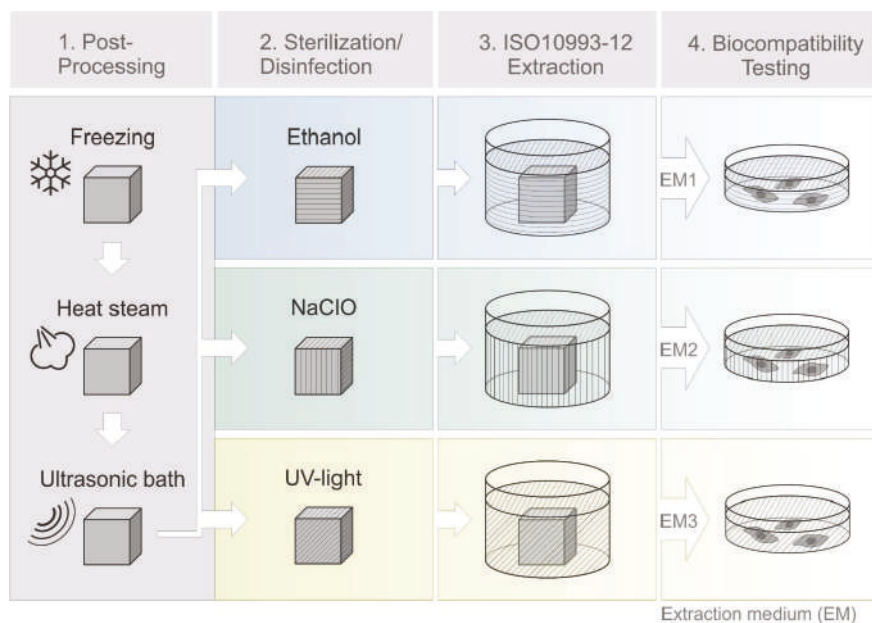 1. Post-
Processing
2. Sterilization/
Disinfection
3. ISO10993-12
Extraction
4. Biocompatibility
Testing
Freezing
Ethanol
EM1
Heat steam
NaClO
EM2
Ultrasonic bath
UV-light
EM3
Extraction medium (EM)